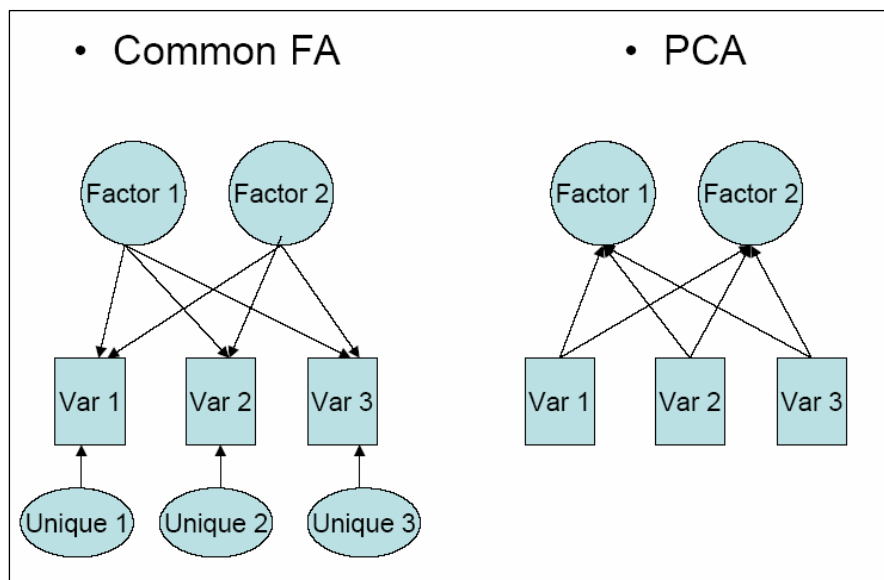 • Common FA
• PCA
Factor 1
Factor 2
Factor 1
Factor 2
Var 1
Var 2
Var 3
Var 1
Var 2
Var 3
Unique 1
Unique 2
Unique 3